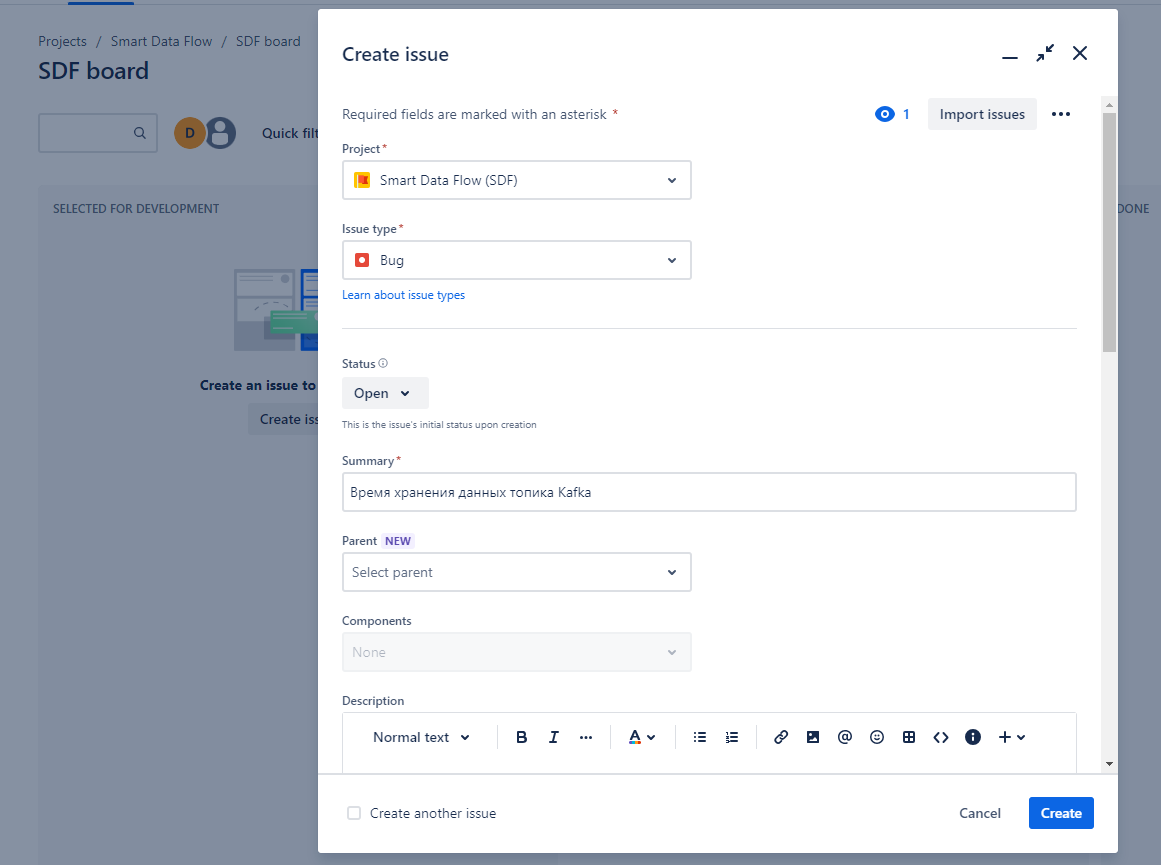 Projects / Smart Data Flow / SDF board
SDF board
D
Quick filt
SELECTED FOR DEVELOPMENT
DONE
Create an issue to
Create iss
Create issue
Required fields are marked with an asterisk *
1
Import issues
Project *
Smart Data Flow (SDF)
Issue type *
Bug
Learn about issue types
Status
Open
This is the issue's initial status upon creation
Summary *
Время хранения данных топика Kafka
Parent NEW
Select parent
Components
None
Description
Normal text B I ... A @ <> i +
Create another issue
Cancel
Create